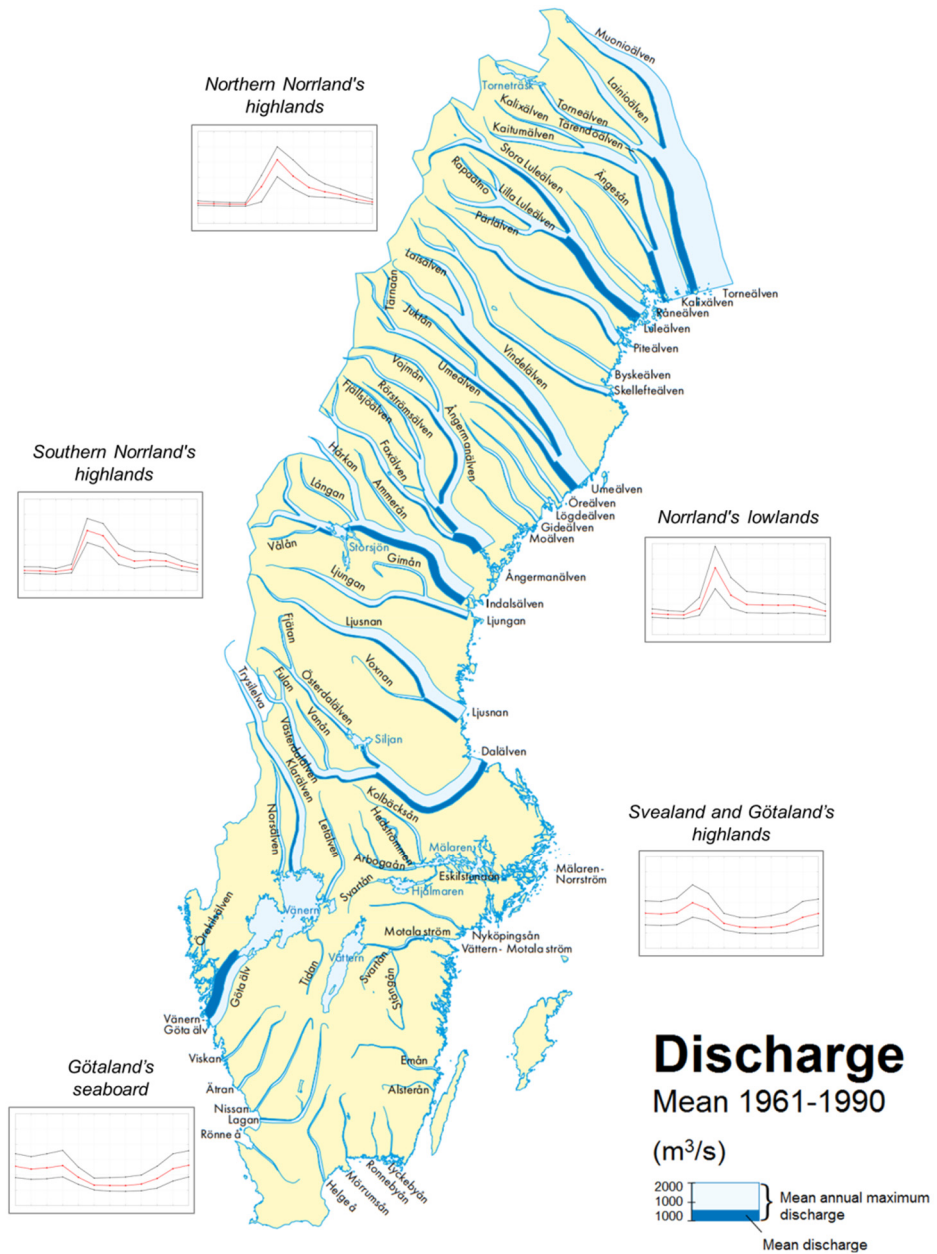 Northern Norrland's
highlands
Southern Norrland's
highlands
Norrland's lowlands
Svealand and Götaland's
highlands
Götaland's
seaboard
Muonioälven
Lainioälven
Torneträsk
Torneälven
Kalixälven
Tärendöälven
Kaitumälven
Stora Luleälven
Ängesån
Lilla Luleälven
Pärlälven
Torneälven
Kalixälven
Råneälven
Luleälven
Piteälven
Byskeälven
Skellefteälven
Laisälven
Tärnaån
Juktån
Vindelälven
Umeälven
Vojmån
Rörströmsälven
Fjällsjöälven
Ångermanälven
Faxälven
Hårkan
Ammerån
Långan
Storsjön
Vålån
Gimån
Ljungan
Umeälven
Öreälven
Lögdeälven
Gideälven
Moälven
Ångermanälven
Indalsälven
Ljungan
Ljusnan
Fjätan
Voxnan
Ljusnan
Trysilelva
Fulan
Österdalälven
Vanån
Siljan
Dalälven
Västerdalälven
Klarälven
Kolbäcksån
Hedströmmen
Norsälven
Letälven
Mälaren
Arbogaån
Eskilstunaån
Mälaren-
Norrström
Svartån
Hjälmaren
Vänern
Örekilsälven
Motala ström
Nyköpingsån
Vättern- Motala ström
Vättern
Svartån
Stångån
Tidan
Göta älv
Vänern-
Göta älv
Viskan
Ätran
Nissan
Lagan
Rönne å
Emån
Alsterån
Lyckebyån
Ronnebyån
Mörrumsån
Helge å
Discharge
Mean 1961-1990
(m³/s)
2000
1000
1000
Mean annual maximum
discharge
Mean discharge